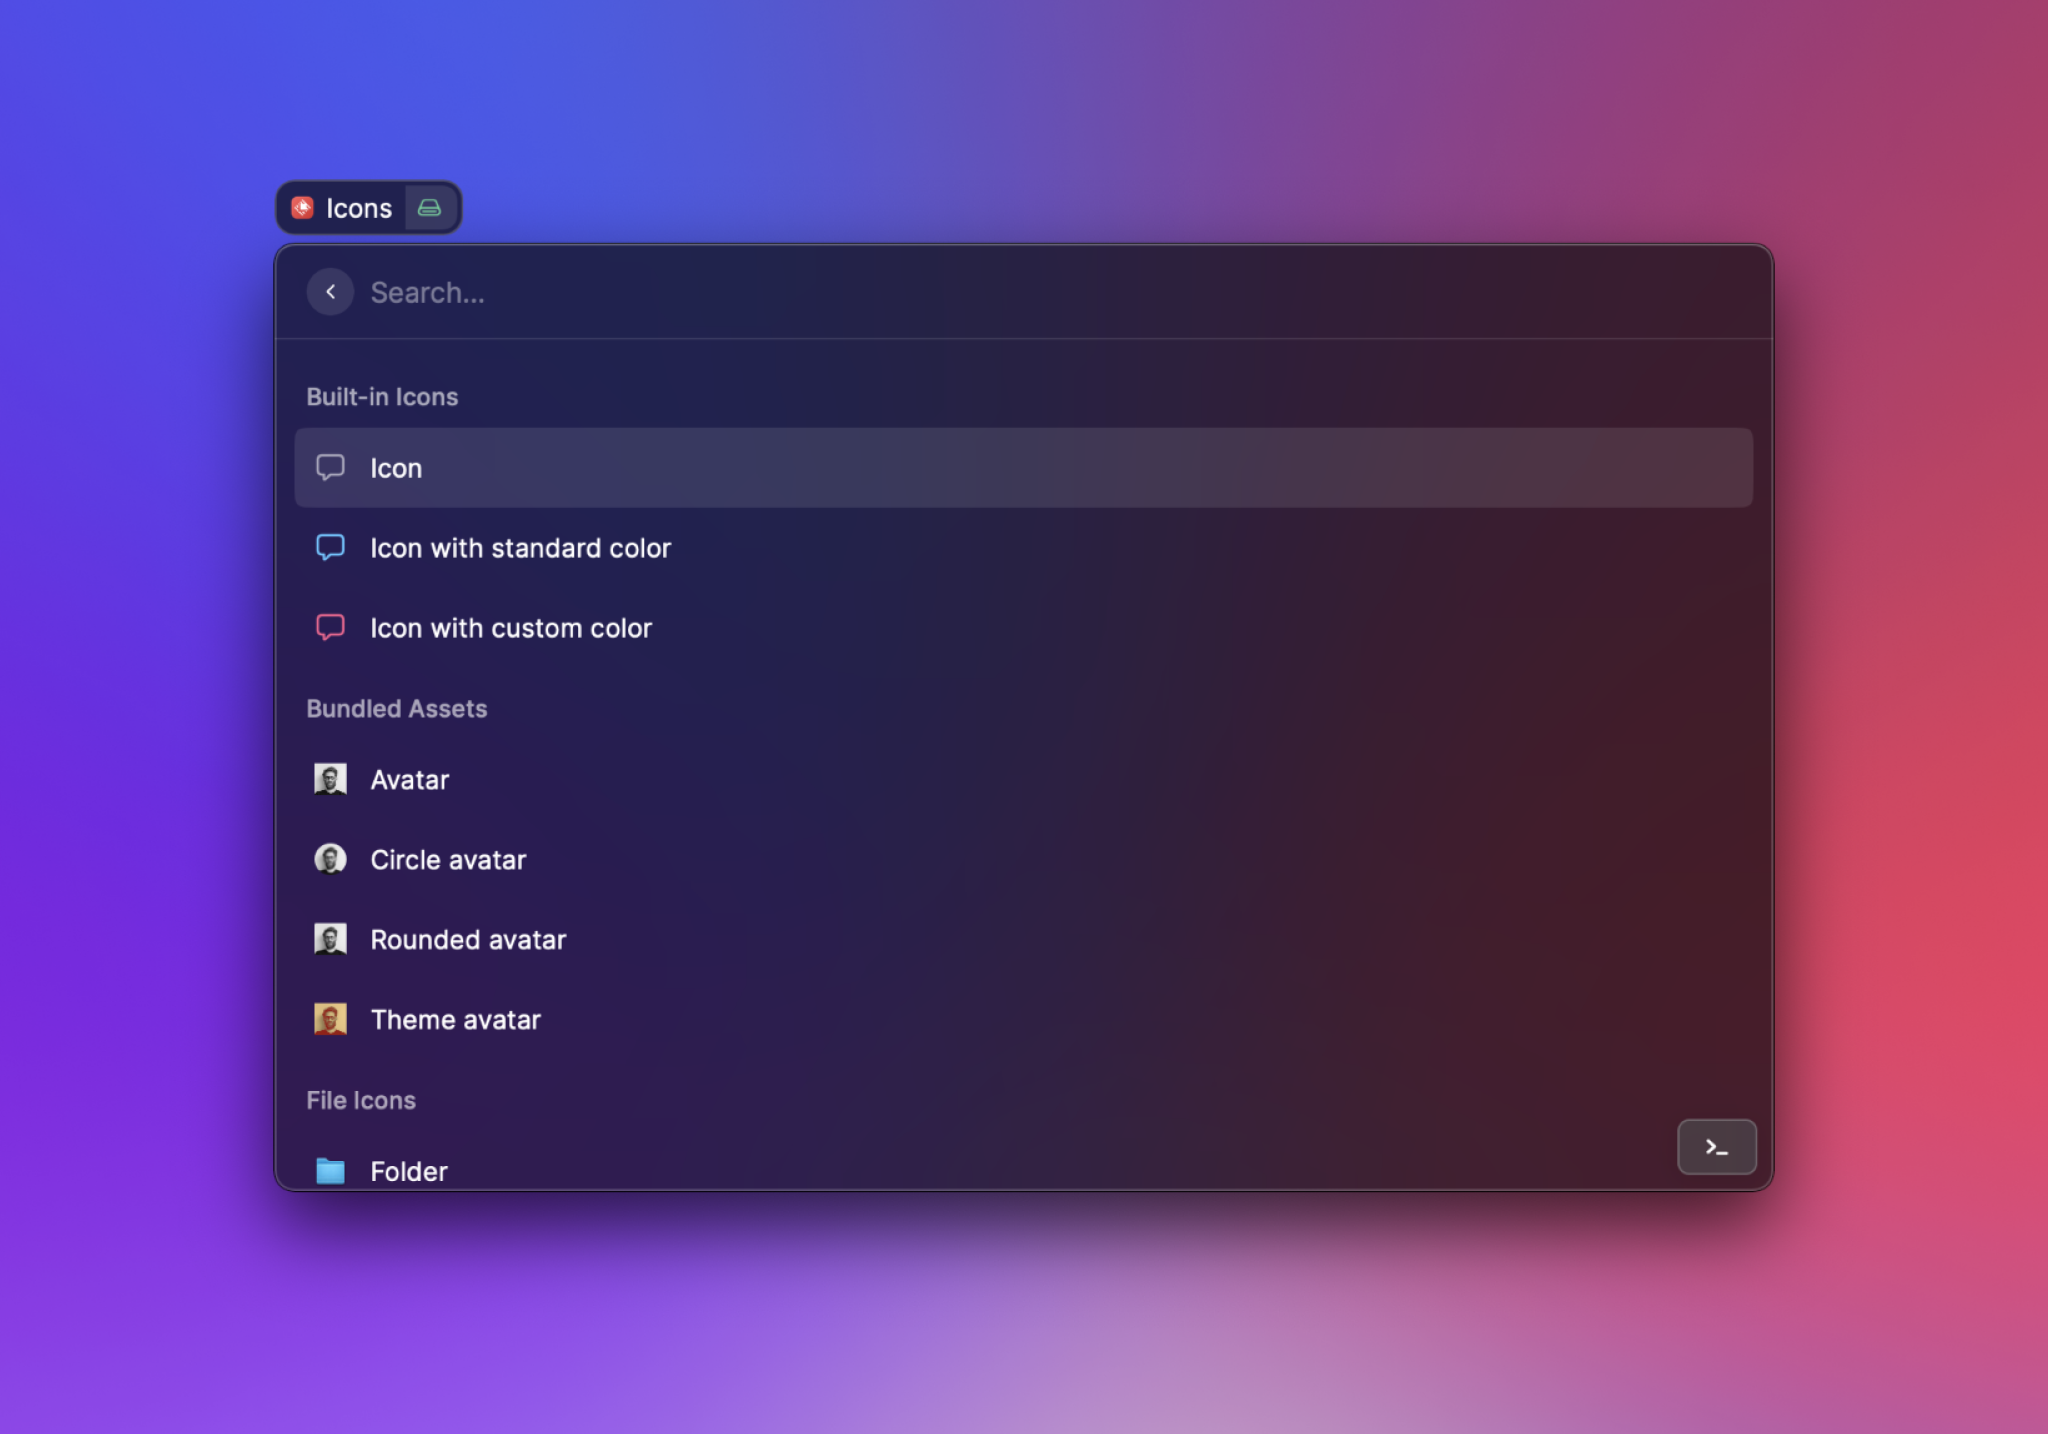 Icons
Search...
Built-in Icons
Icon
Icon with standard color
Icon with custom color
Bundled Assets
Avatar
Circle avatar
Rounded avatar
Theme avatar
File Icons
Folder